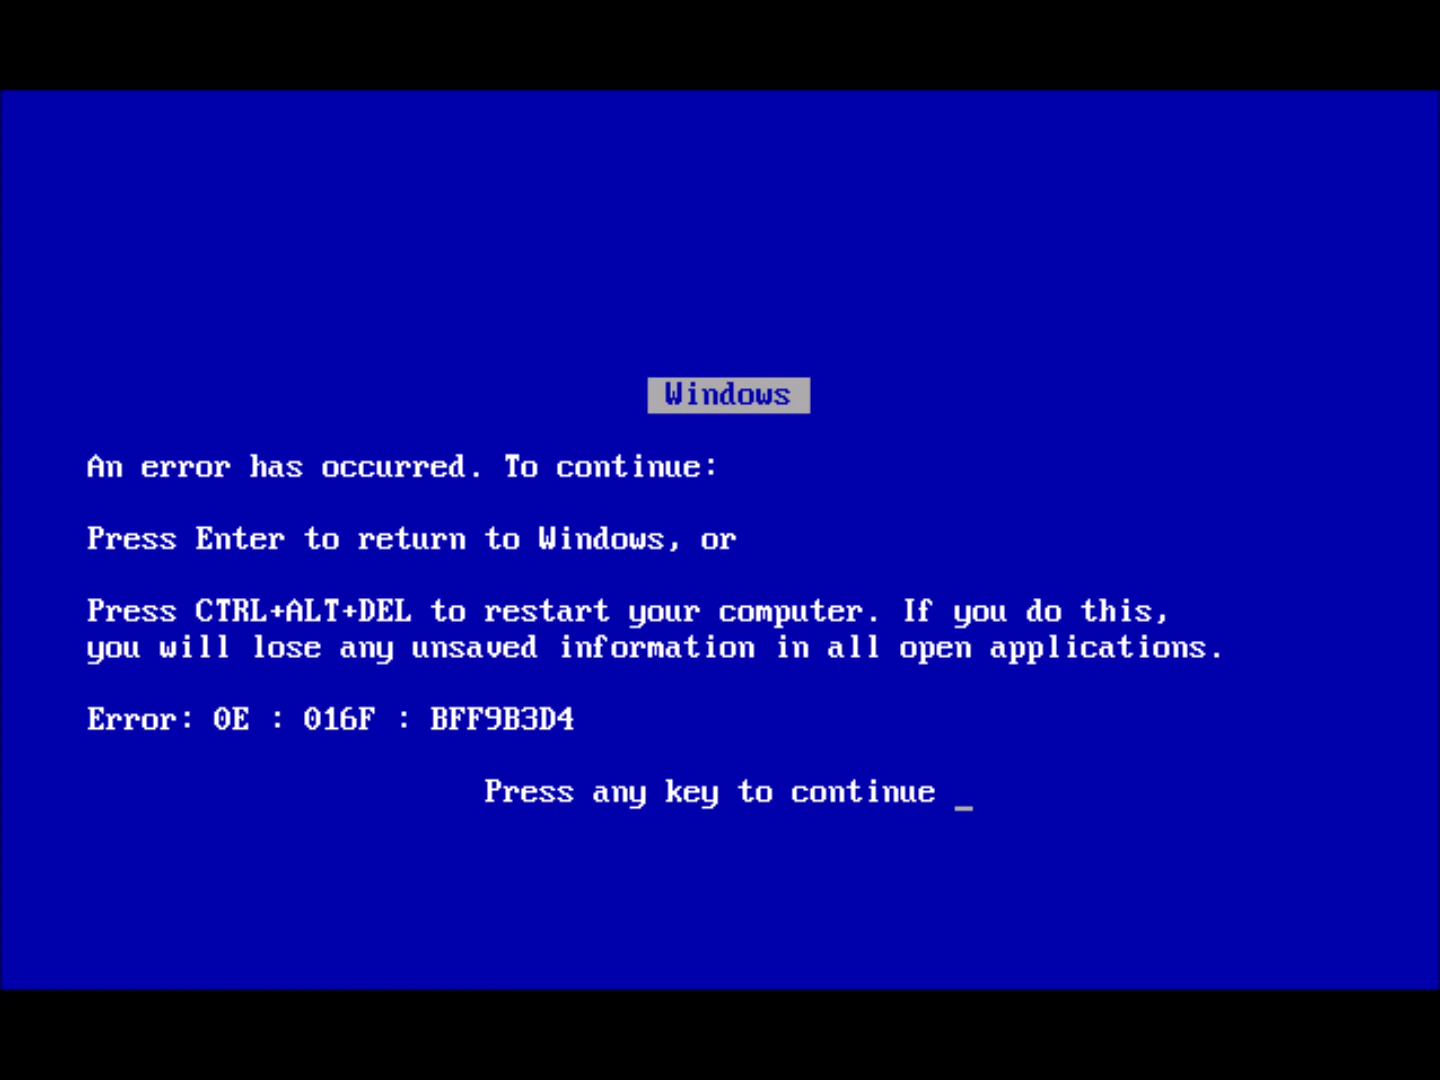 Windows
An error has occurred. To continue:
Press Enter to return to Windows, or
Press CTRL+ALT+DEL to restart your computer. If you do this,
you will lose any unsaved information in all open applications.
Error: 0E : 016F : BFF9B3D4
Press any key to continue _